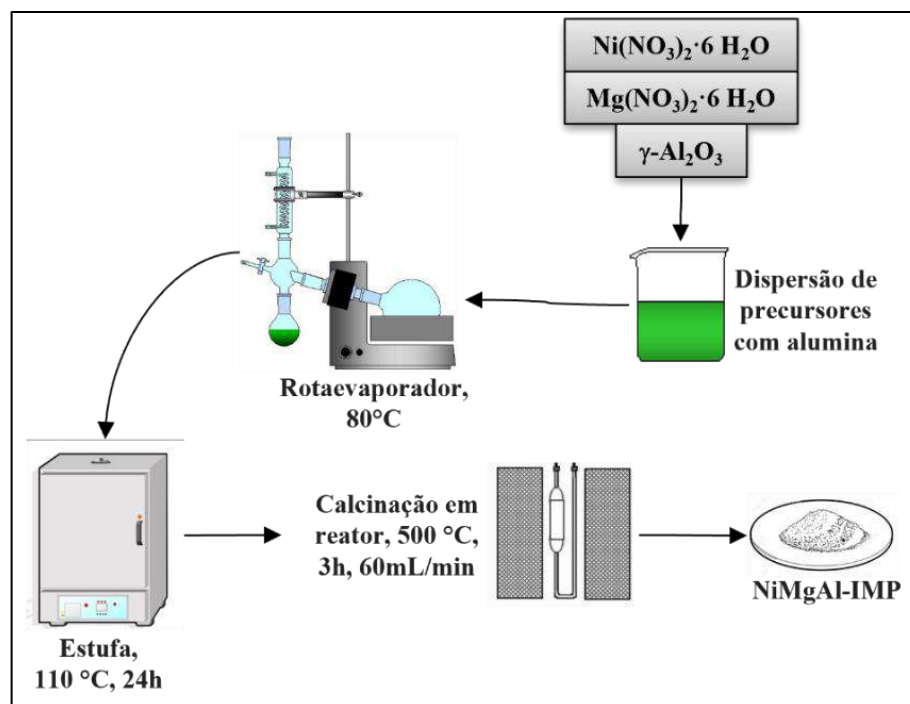 Ni(NO₃)₂·6 H₂O
Mg(NO₃)₂·6 H₂O
γ-Al₂O₃
Dispersão de
precursores
com alumina
Rotaevaporador,
80°C
Estufa,
110 °C, 24h
Calcinação em
reator, 500 °C,
3h, 60mL/min
NiMgAl-IMP